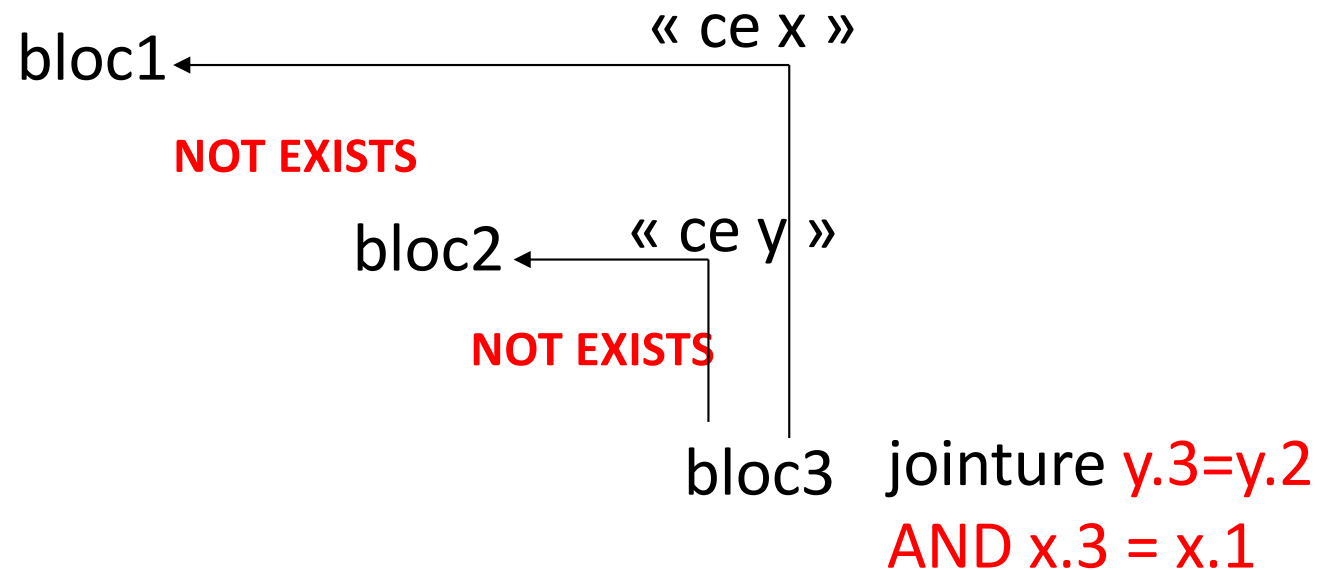 « ce x »
bloc1
NOT EXISTS
« ce y »
bloc2
NOT EXISTS
bloc3
jointure y.3=y.2
AND x.3 = x.1